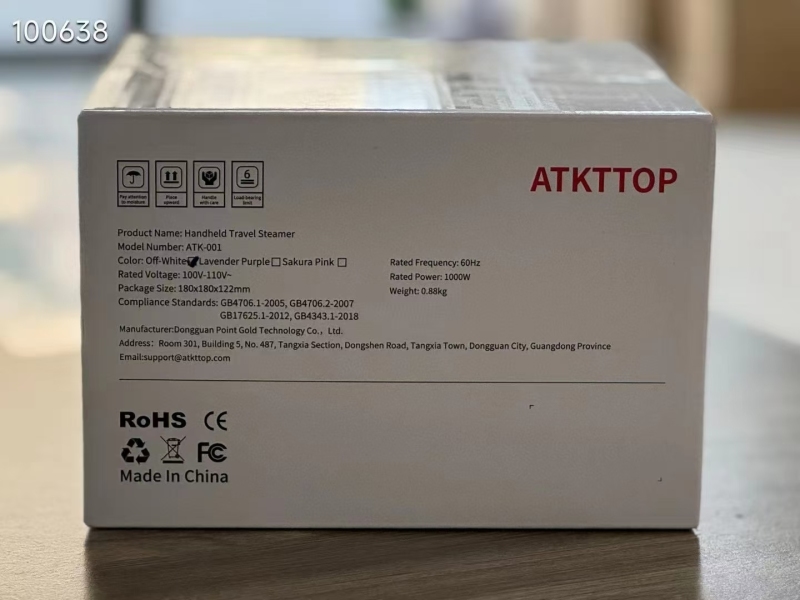 100638
6
Pay attention to moisture
Place upward
Handle with care
Load-bearing limit
ATKTTOP
Product Name: Handheld Travel Steamer
Model Number: ATK-001
Color: Off-White Lavender Purple Sakura Pink
Rated Voltage: 100V-110V~
Package Size: 180x180x122mm
Compliance Standards: GB4706.1-2005, GB4706.2-2007
GB17625.1-2012, GB4343.1-2018
Rated Frequency: 60Hz
Rated Power: 1000W
Weight: 0.88kg
Manufacturer:Dongguan Point Gold Technology Co., Ltd.
Address: Room 301, Building 5, No. 487, Tangxia Section, Dongshen Road, Tangxia Town, Dongguan City, Guangdong Province
Email:support@atkttop.com
RoHS CE
FC
Made In China